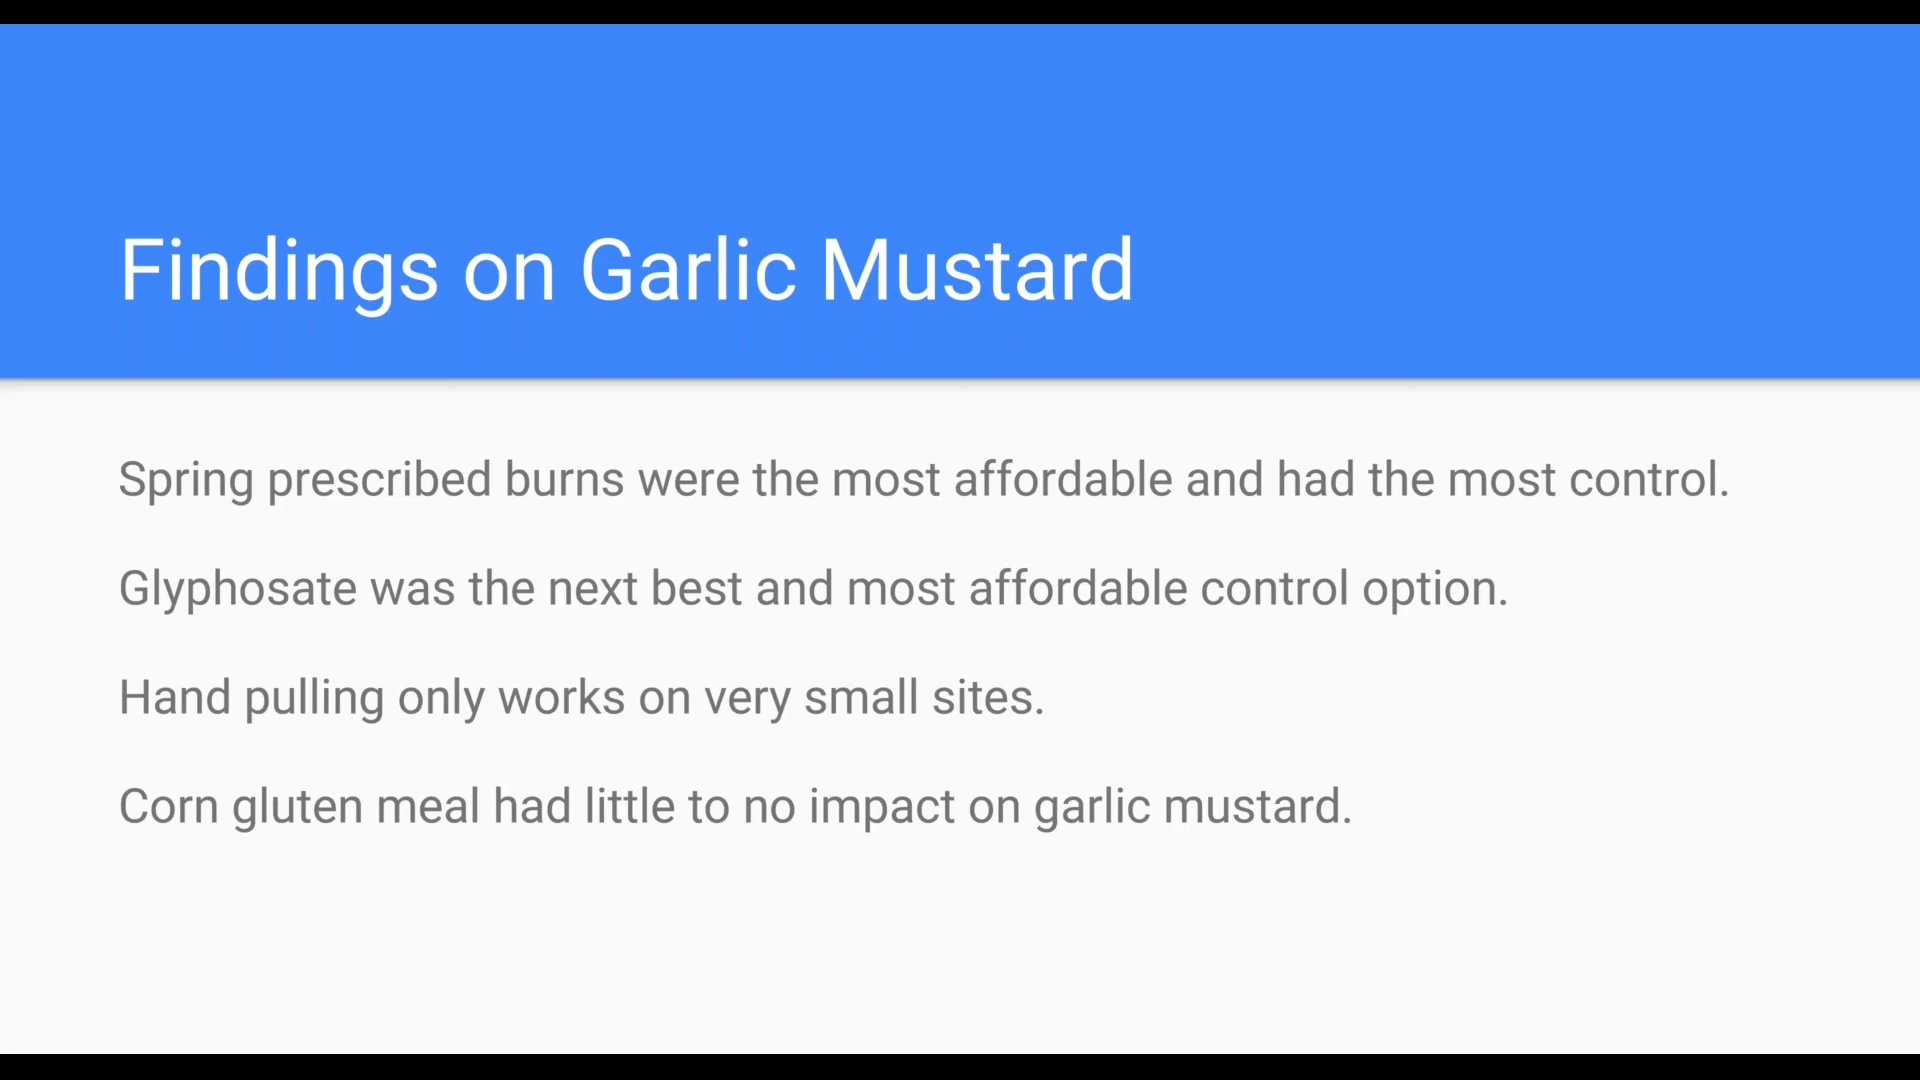 Findings on Garlic Mustard
Spring prescribed burns were the most affordable and had the most control.
Glyphosate was the next best and most affordable control option.
Hand pulling only works on very small sites.
Corn gluten meal had little to no impact on garlic mustard.